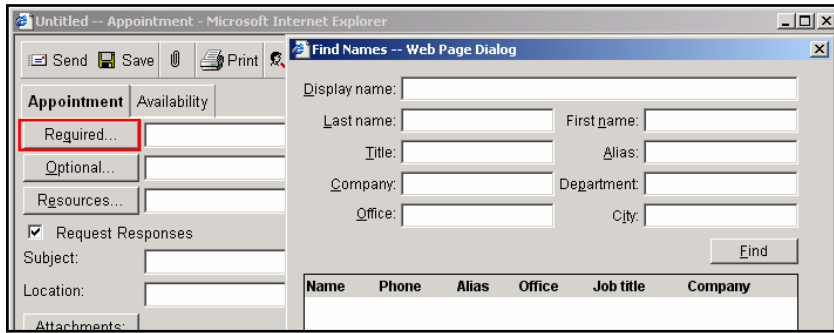 Untitled -- Appointment - Microsoft Internet Explorer
Send Save Print
Appointment Availability
Required...
Optional...
Resources...
Request Responses
Subject:
Location:
Attachments:
Find Names -- Web Page Dialog
Display name:
Last name: First name:
Title: Alias:
Company: Department:
Office: City:
Find
Name Phone Alias Office Job title Company